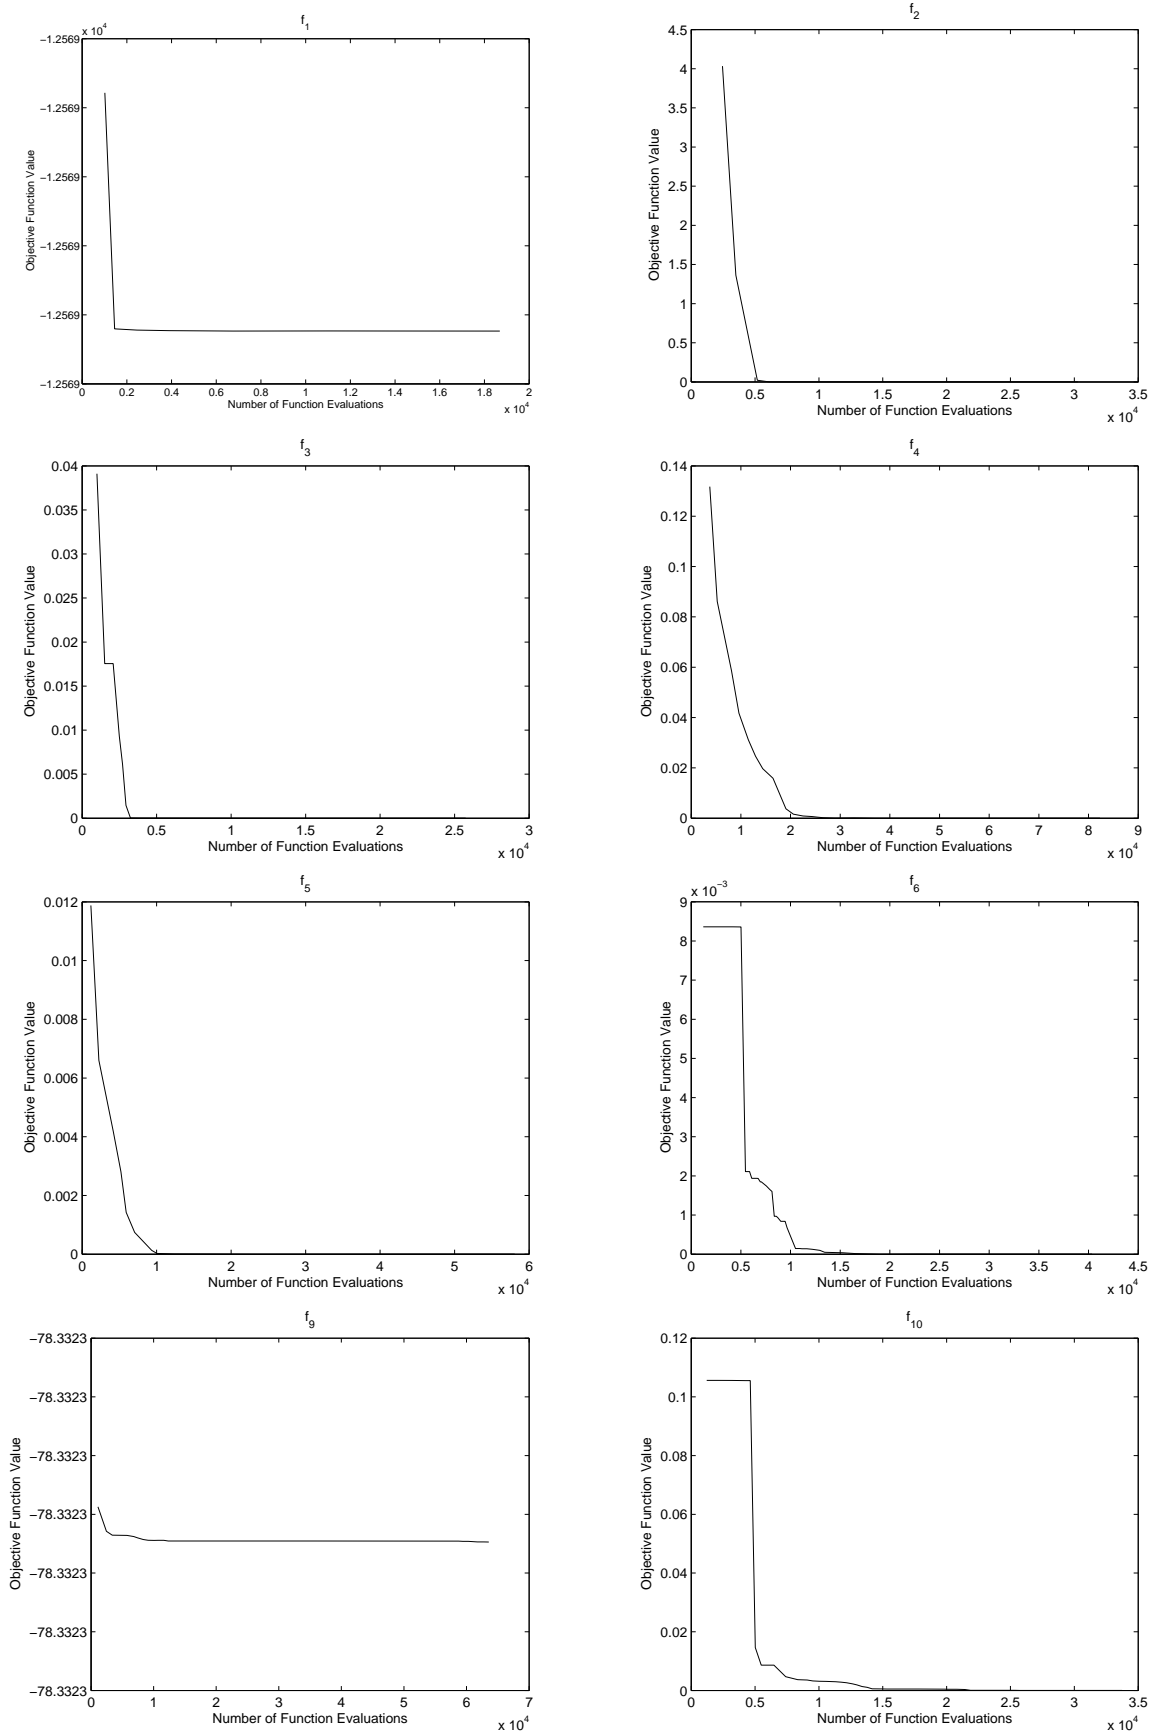 f1
x 10^4
−1.2569
−1.2569
−1.2569
−1.2569
−1.2569
−1.2569
Objective Function Value
0 0.2 0.4 0.6 0.8 1 1.2 1.4 1.6 1.8 2
Number of Function Evaluations
x 10^4
f2
4.5
4
3.5
3
2.5
2
1.5
1
0.5
0
Objective Function Value
0 0.5 1 1.5 2 2.5 3 3.5
Number of Function Evaluations
x 10^4
f3
0.04
0.035
0.03
0.025
0.02
0.015
0.01
0.005
0
Objective Function Value
0 0.5 1 1.5 2 2.5 3
Number of Function Evaluations
x 10^4
f4
0.14
0.12
0.1
0.08
0.06
0.04
0.02
0
Objective Function Value
0 1 2 3 4 5 6 7 8 9
Number of Function Evaluations
x 10^4
f5
0.012
0.01
0.008
0.006
0.004
0.002
0
Objective Function Value
0 1 2 3 4 5 6
Number of Function Evaluations
x 10^4
f6
x 10^−3
9
8
7
6
5
4
3
2
1
0
Objective Function Value
0 0.5 1 1.5 2 2.5 3 3.5 4 4.5
Number of Function Evaluations
x 10^4
f9
−78.3323
−78.3323
−78.3323
−78.3323
−78.3323
−78.3323
−78.3323
Objective Function Value
0 1 2 3 4 5 6 7
Number of Function Evaluations
x 10^4
f10
0.12
0.1
0.08
0.06
0.04
0.02
0
Objective Function Value
0 0.5 1 1.5 2 2.5 3 3.5
Number of Function Evaluations
x 10^4